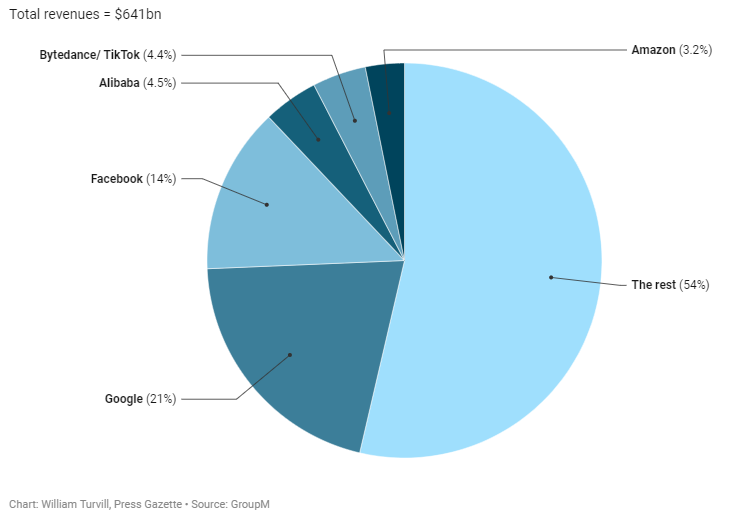 Total revenues = $641bn
Bytedance/ TikTok (4.4%)
Amazon (3.2%)
Alibaba (4.5%)
Facebook (14%)
The rest (54%)
Google (21%)
Chart: William Turvill, Press Gazette • Source: GroupM